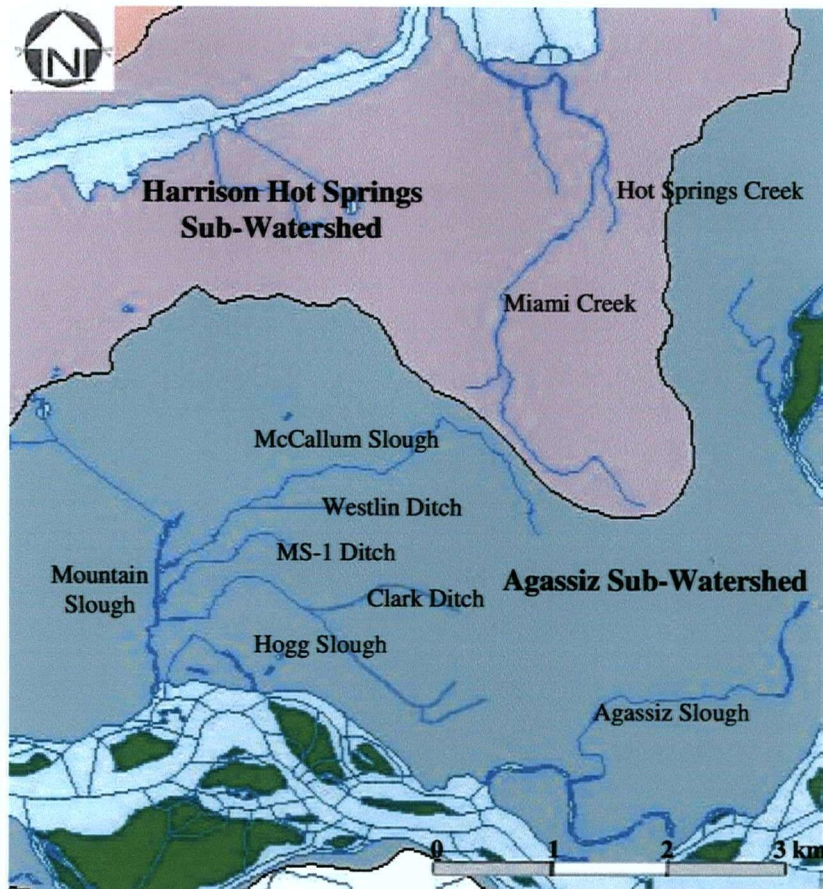 N
Harrison Hot Springs
Sub-Watershed
Hot Springs Creek
Miami Creek
McCallum Slough
Westlin Ditch
MS-1 Ditch
Mountain
Slough
Agassiz Sub-Watershed
Clark Ditch
Hogg Slough
Agassiz Slough
0 1 2 3 km